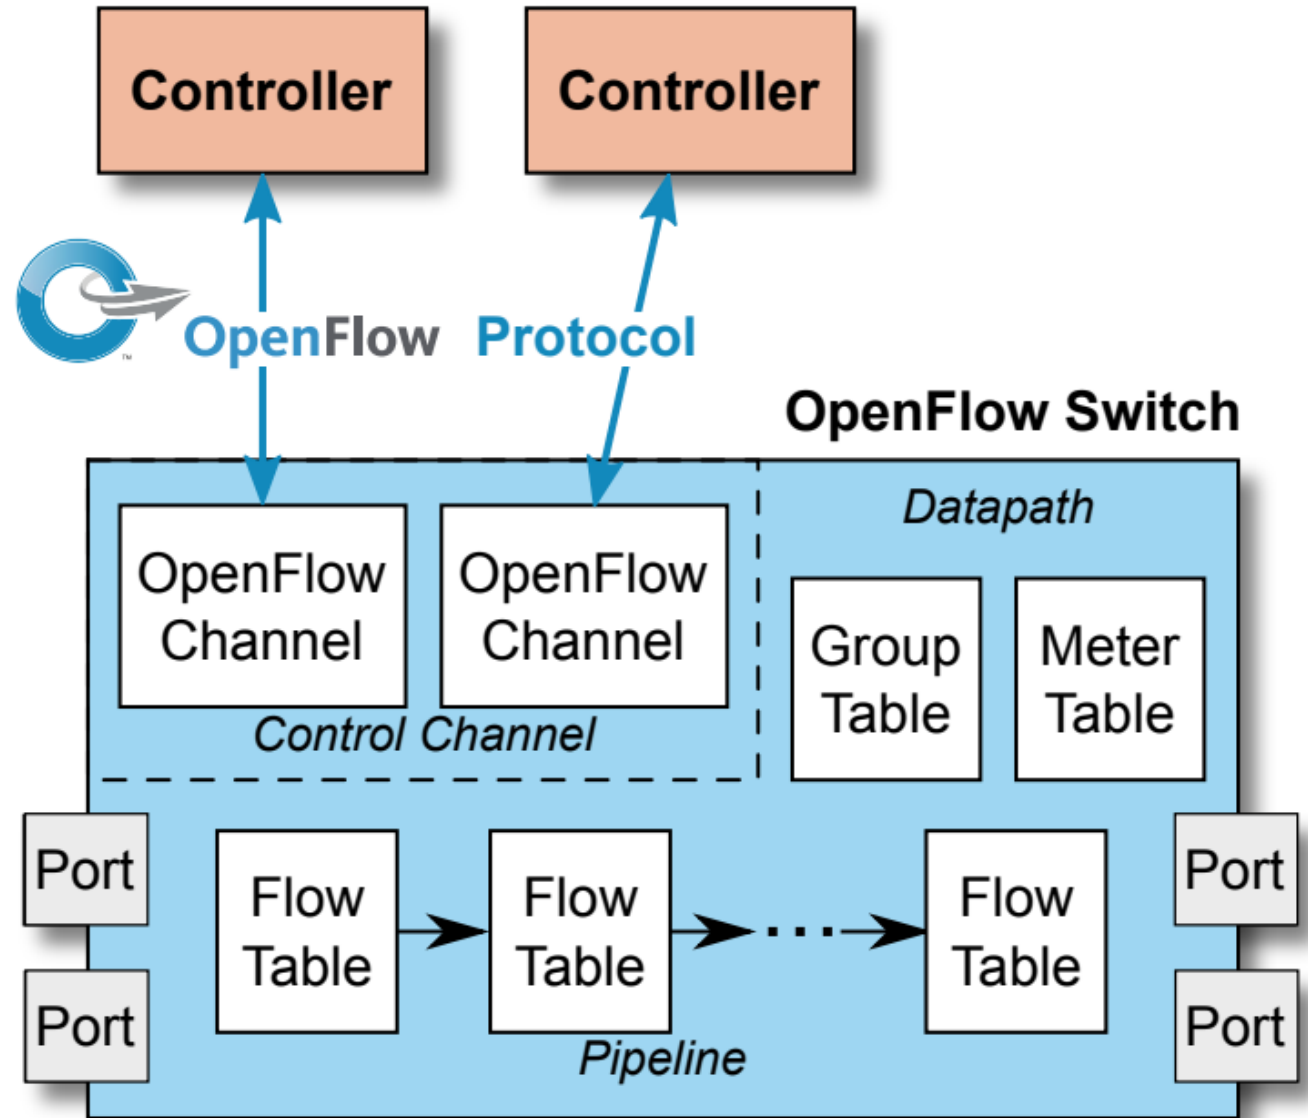 Controller
Controller
OpenFlow Protocol
™
OpenFlow Switch
Datapath
OpenFlow
Channel
OpenFlow
Channel
Control Channel
Group
Table
Meter
Table
Port
Port
Flow
Table
Flow
Table
...
Flow
Table
Port
Port
Pipeline